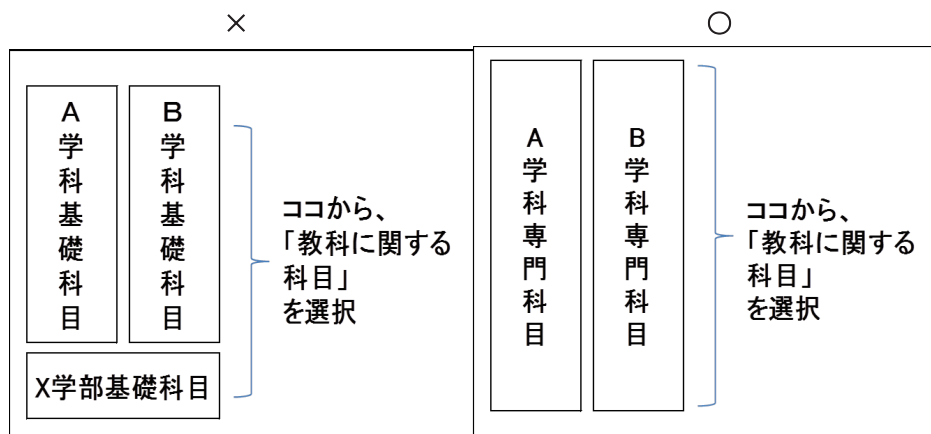 ×
○
A学科基礎科目
B学科基礎科目
ココから、
「教科に関する
科目」
を選択
X学部基礎科目
A学科専門科目
B学科専門科目
ココから、
「教科に関する
科目」
を選択